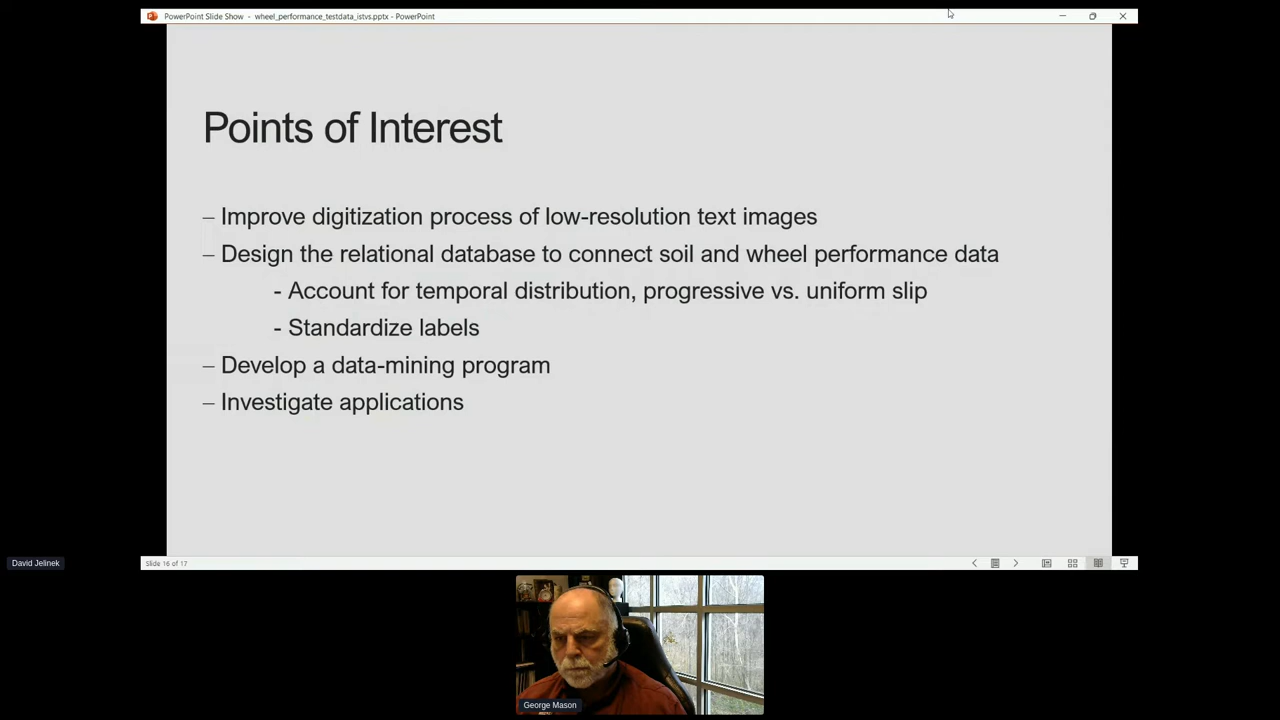 PowerPoint Slide Show - wheel_performance_testdata_istvs.pptx - PowerPoint
Points of Interest
– Improve digitization process of low-resolution text images
– Design the relational database to connect soil and wheel performance data
- Account for temporal distribution, progressive vs. uniform slip
- Standardize labels
– Develop a data-mining program
– Investigate applications
David Jelinek
Slide 16 of 17
George Mason